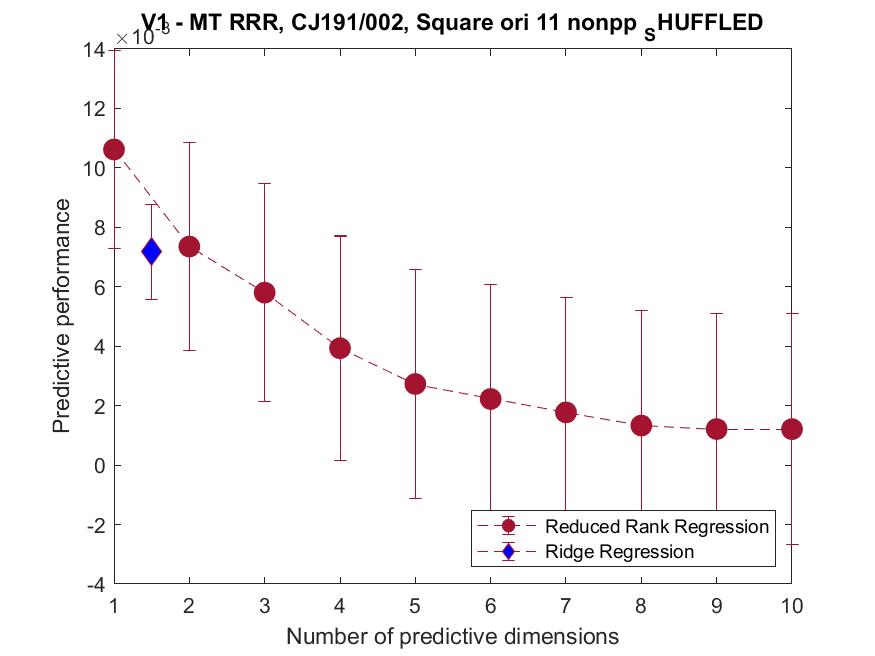 V1 - MT RRR, CJ191/002, Square ori 11 nonpp SHUFFLED
×10-3
14
12
10
8
6
4
2
0
-2
-4
Predictive performance
Reduced Rank Regression
Ridge Regression
1 2 3 4 5 6 7 8 9 10
Number of predictive dimensions